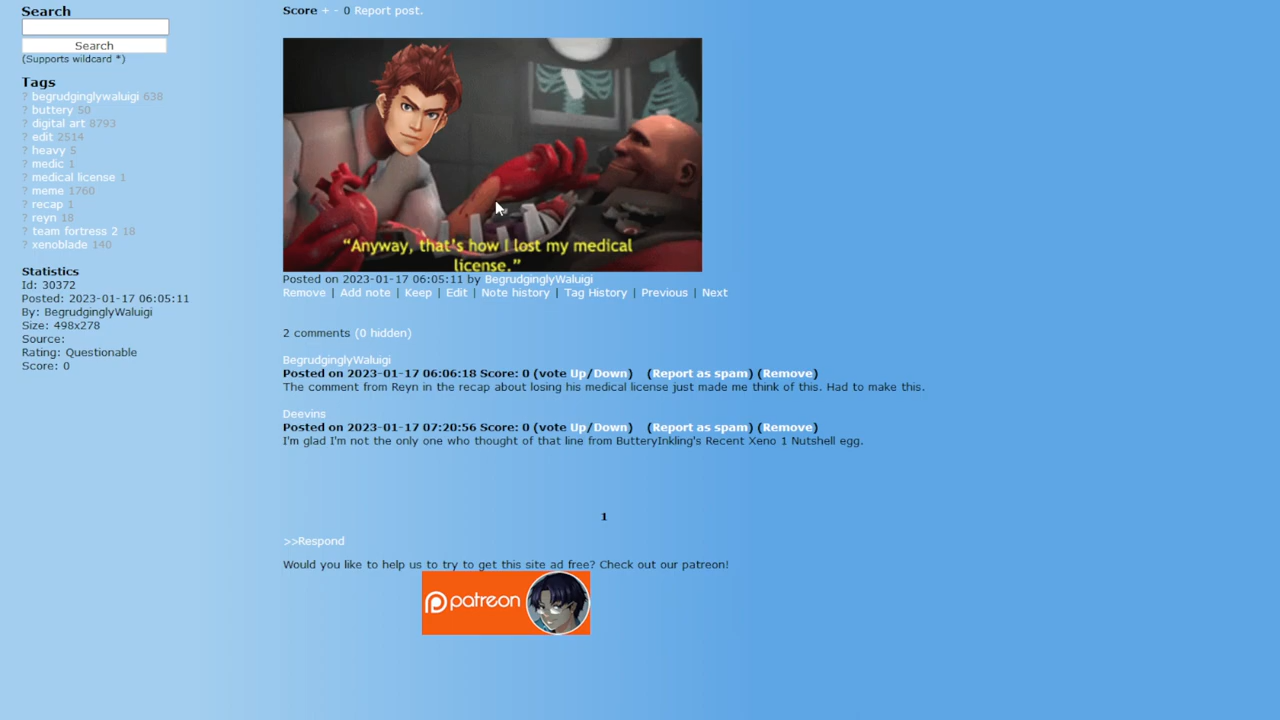 Search
Search
(Supports wildcard *)
Tags
? begrudginglywaluigi 638
? buttery 50
? digital art 8793
? edit 2514
? heavy 5
? medic 1
? medical license 1
? meme 1760
? recap 1
? reyn 18
? team fortress 2 18
? xenoblade 140
Statistics
Id: 30372
Posted: 2023-01-17 06:05:11
By: BegrudginglyWaluigi
Size: 498x278
Source:
Rating: Questionable
Score: 0
Score + - 0 Report post.
“Anyway, that's how I lost my medical
license.”
Posted on 2023-01-17 06:05:11 by BegrudginglyWaluigi
Remove | Add note | Keep | Edit | Note history | Tag History | Previous | Next
2 comments (0 hidden)
BegrudginglyWaluigi
Posted on 2023-01-17 06:06:18 Score: 0 (vote Up/Down) (Report as spam) (Remove)
The comment from Reyn in the recap about losing his medical license just made me think of this. Had to make this.
Deevins
Posted on 2023-01-17 07:20:56 Score: 0 (vote Up/Down) (Report as spam) (Remove)
I'm glad I'm not the only one who thought of that line from ButteryInkling's Recent Xeno 1 Nutshell egg.
1
>>Respond
Would you like to help us to try to get this site ad free? Check out our patreon!
patreon